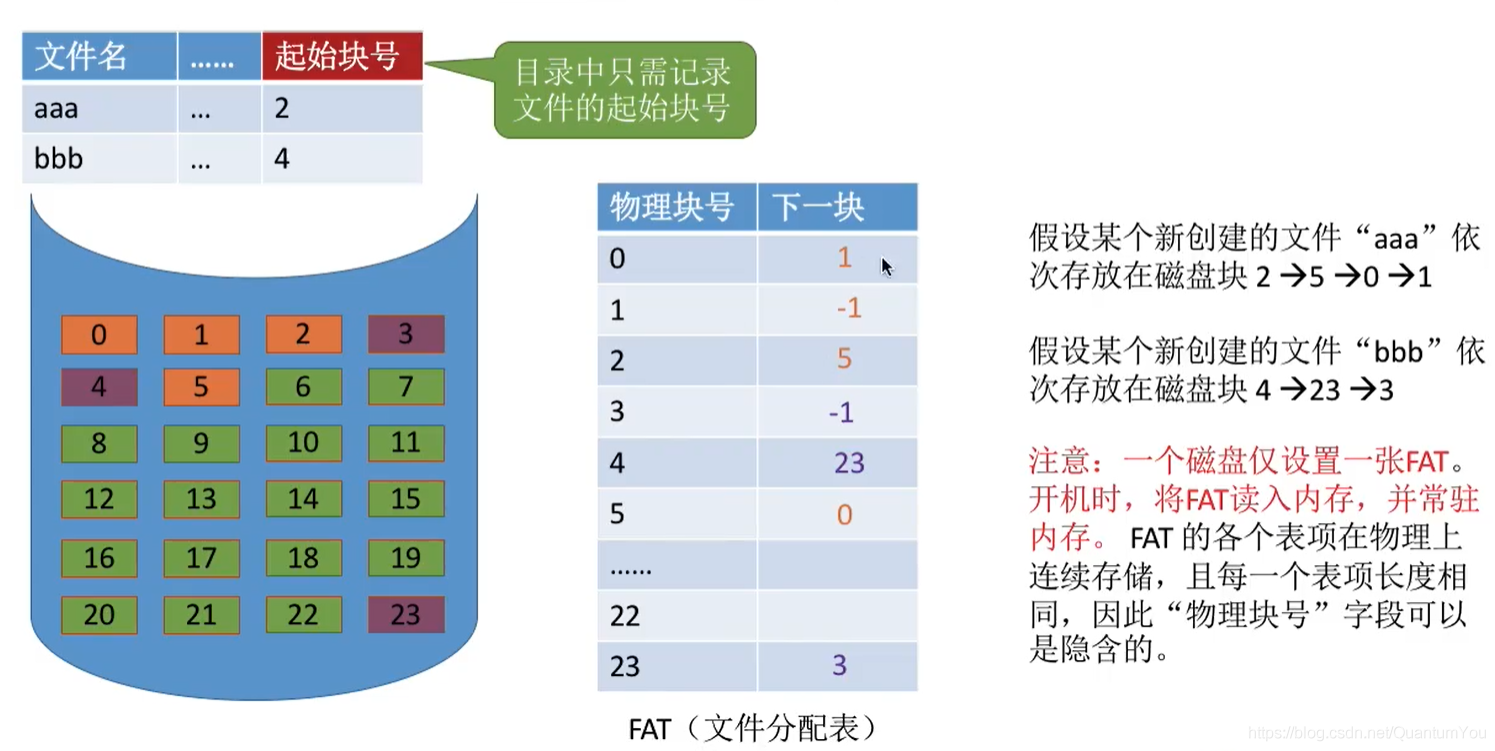 文件名 …… 起始块号
aaa … 2
bbb … 4
目录中只需记录
文件的起始块号
0 1 2 3
4 5 6 7
8 9 10 11
12 13 14 15
16 17 18 19
20 21 22 23
物理块号 下一块
0 1
1 -1
2 5
3 -1
4 23
5 0
……
22
23 3
FAT（文件分配表）
假设某个新创建的文件“aaa”依
次存放在磁盘块 2 →5 →0 →1
假设某个新创建的文件“bbb”依
次存放在磁盘块 4 →23 →3
注意：一个磁盘仅设置一张FAT。
开机时，将FAT读入内存，并常驻
内存。 FAT 的各个表项在物理上
连续存储，且每一个表项长度相
同，因此“物理块号”字段可以
是隐含的。
https://blog.csdn.net/QuantumYou